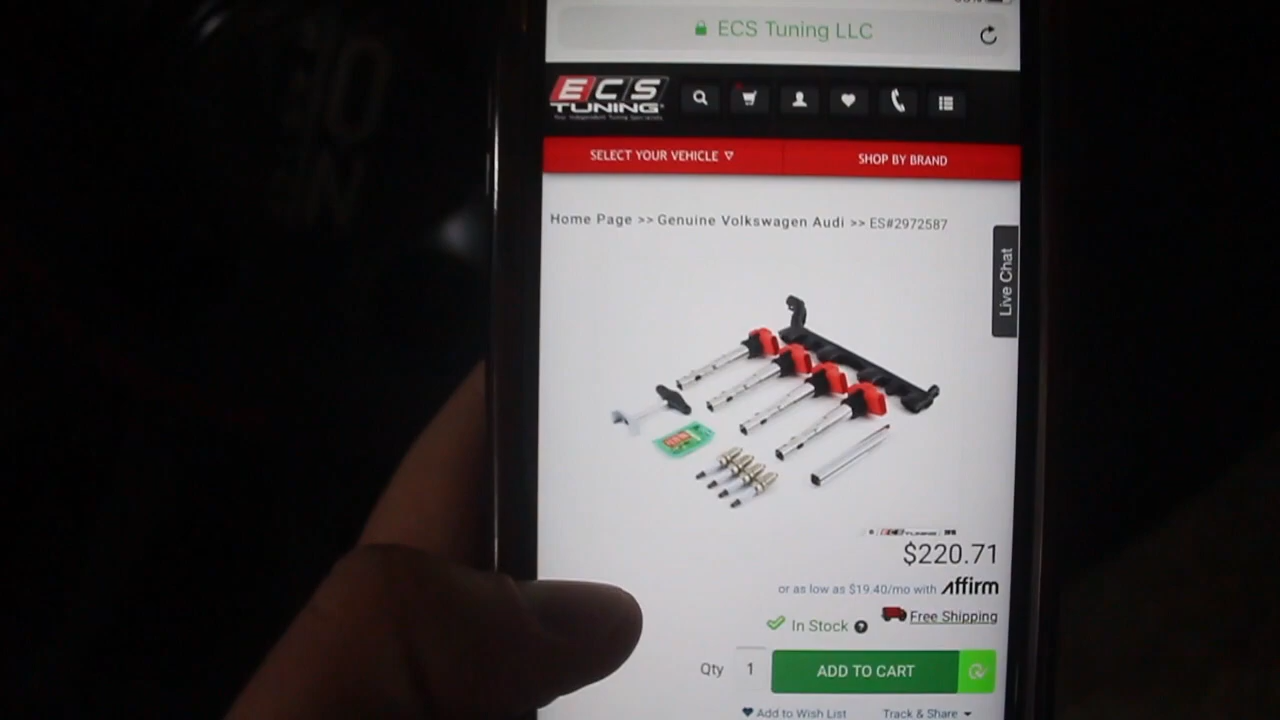 ECS Tuning LLC
ECS
TUNING
SELECT YOUR VEHICLE
SHOP BY BRAND
Home Page >> Genuine Volkswagen Audi >> ES#2972587
Live Chat
$220.71
or as low as $19.40/mo with affirm
In Stock ?
Free Shipping
Qty 1 ADD TO CART
Add to Wish List
Track & Share